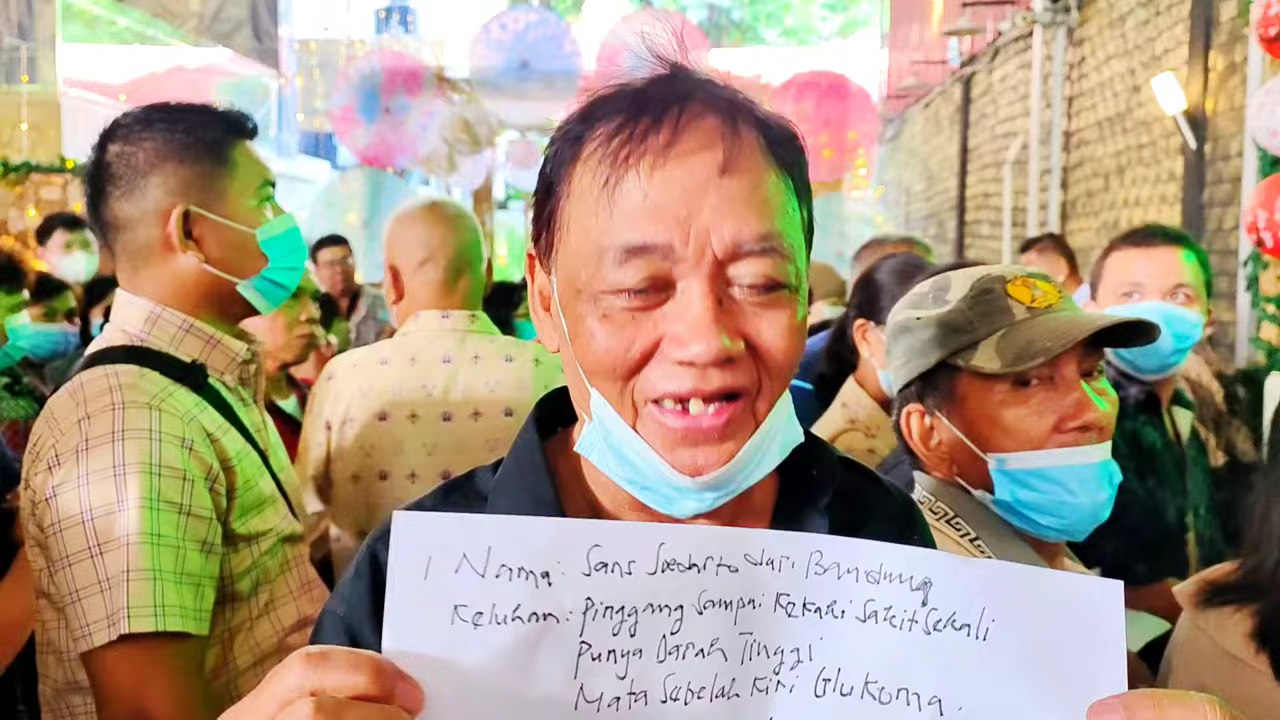 1 Nama: Sans Soedarto dari Bandung
Keluhan: Pinggang Sampai Kekaki Sakit Sekali
Punya Darah Tinggi
Mata Sebelah Kiri Glukoma.